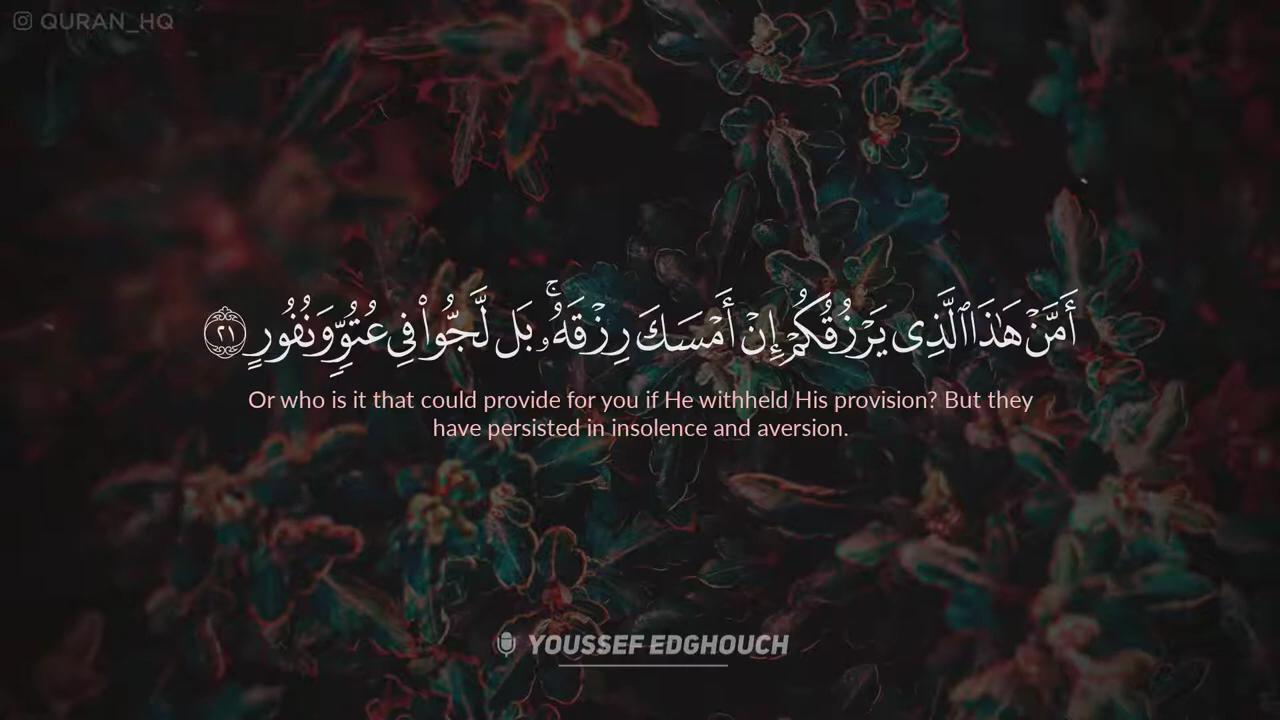 QURAN_HQ
أَمَّنْ هَٰذَا ٱلَّذِى يَرْزُقُكُمْ إِنْ أَمْسَكَ رِزْقَهُۥ ۚ بَل لَّجُّوا۟ فِى عُتُوٍّ وَنُفُورٍ ٢١
Or who is it that could provide for you if He withheld His provision? But they
have persisted in insolence and aversion.
YOUSSEF EDGHOUCH